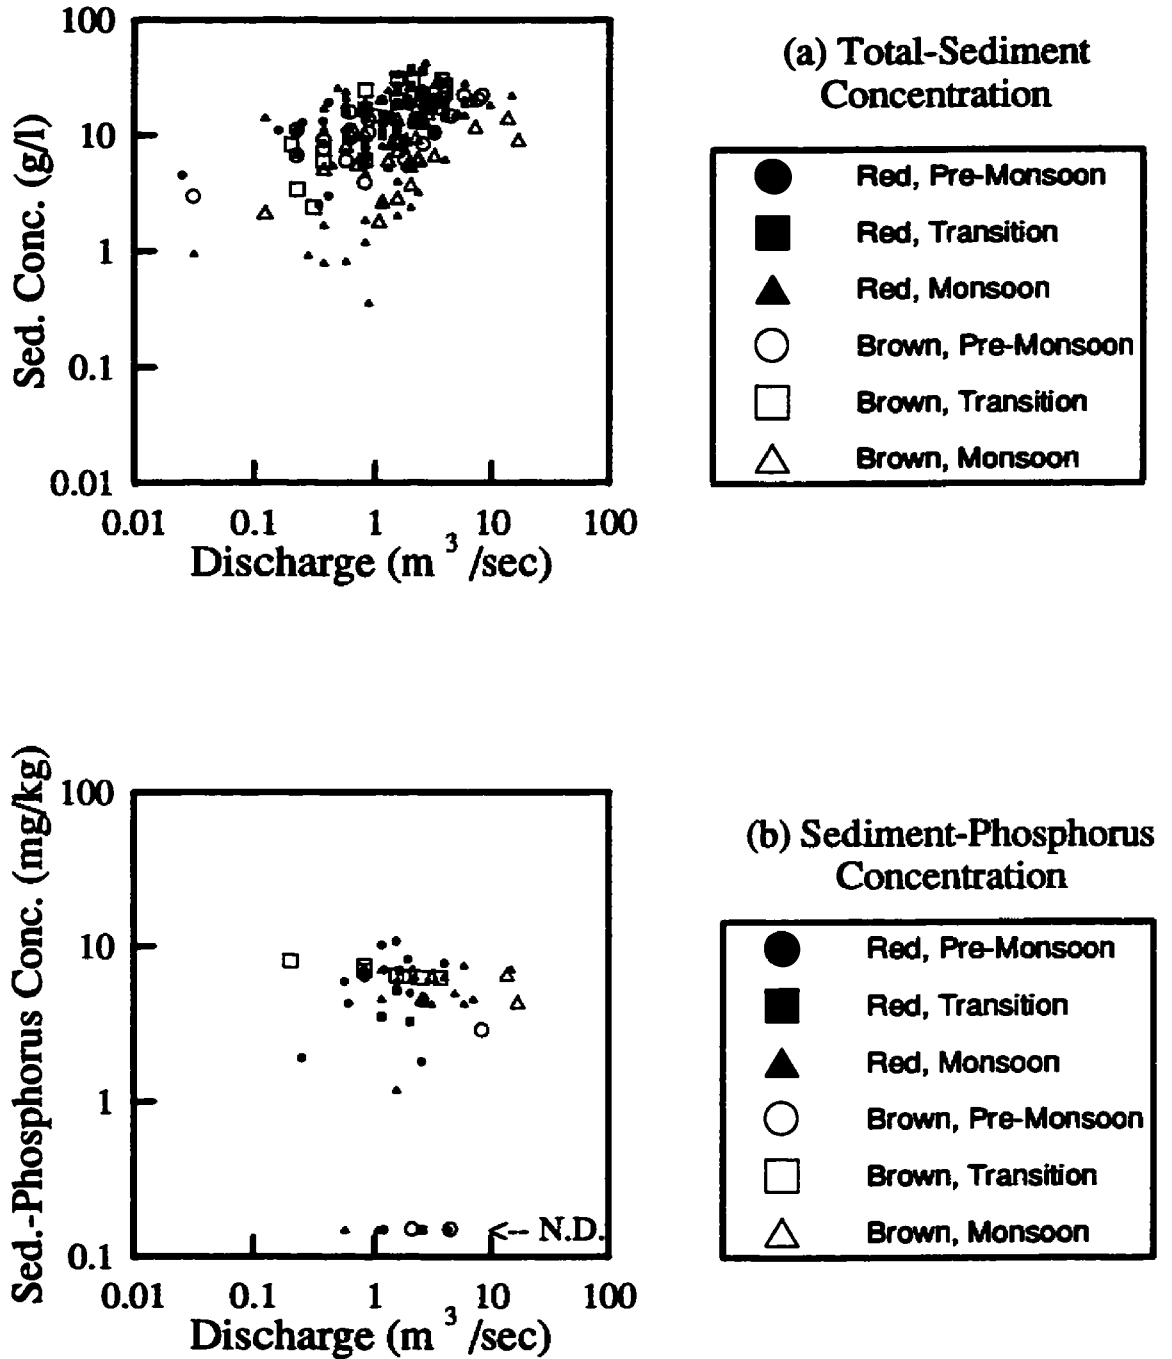 100
10
1
0.1
0.01
Sed. Conc. (g/l)
0.01 0.1 1 10 100
Discharge (m 3 /sec)
(a) Total-Sediment
Concentration
Red, Pre-Monsoon
Red, Transition
Red, Monsoon
Brown, Pre-Monsoon
Brown, Transition
Brown, Monsoon
100
10
1
0.1
Sed.-Phosphorus Conc. (mg/kg)
<-- N.D.
0.01 0.1 1 10 100
Discharge (m 3 /sec)
(b) Sediment-Phosphorus
Concentration
Red, Pre-Monsoon
Red, Transition
Red, Monsoon
Brown, Pre-Monsoon
Brown, Transition
Brown, Monsoon